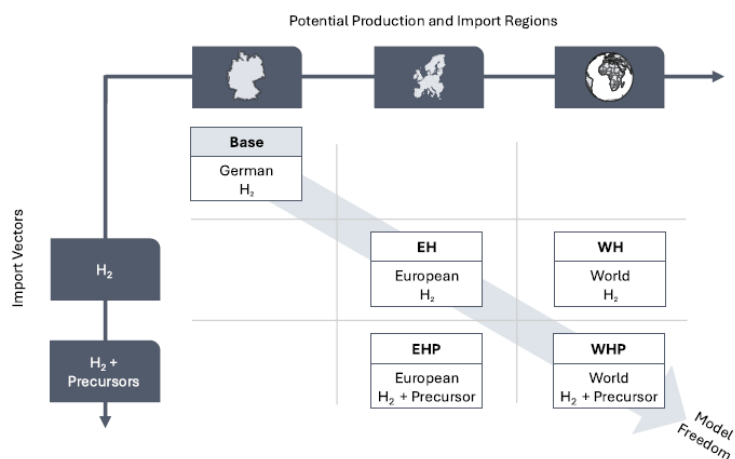 Potential Production and Import Regions
Base
German
H₂
Import Vectors
H₂
EH
European
H₂
WH
World
H₂
H₂ +
Precursors
EHP
European
H₂ + Precursor
WHP
World
H₂ + Precursor
Model
Freedom